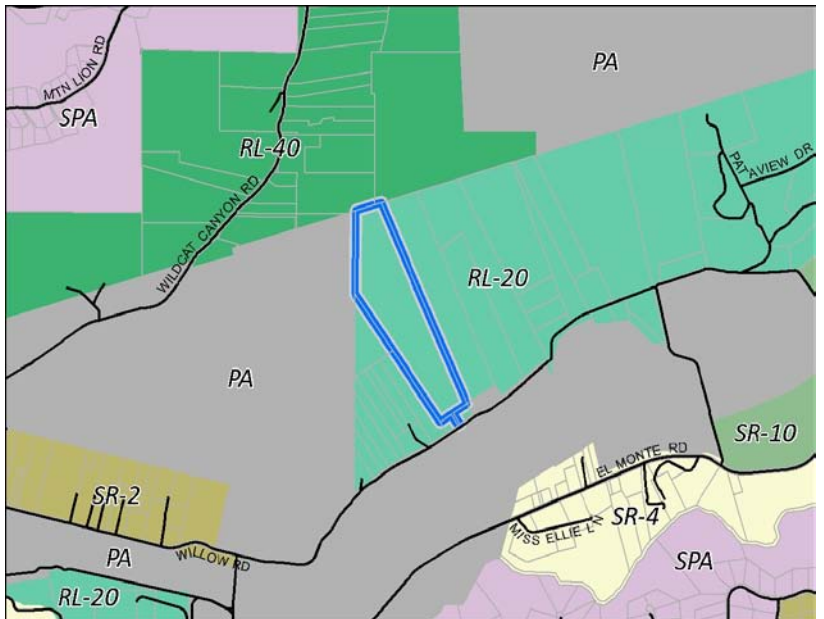 MTN LION RD
PA
SPA
RL-40
PATAVIEW DR
WILDCAT CANYON RD
RL-20
PA
SR-10
EL MONTE RD
SR-2
SR-4
MISS ELLIE LN
PA
WILLOW RD
SPA
RL-20